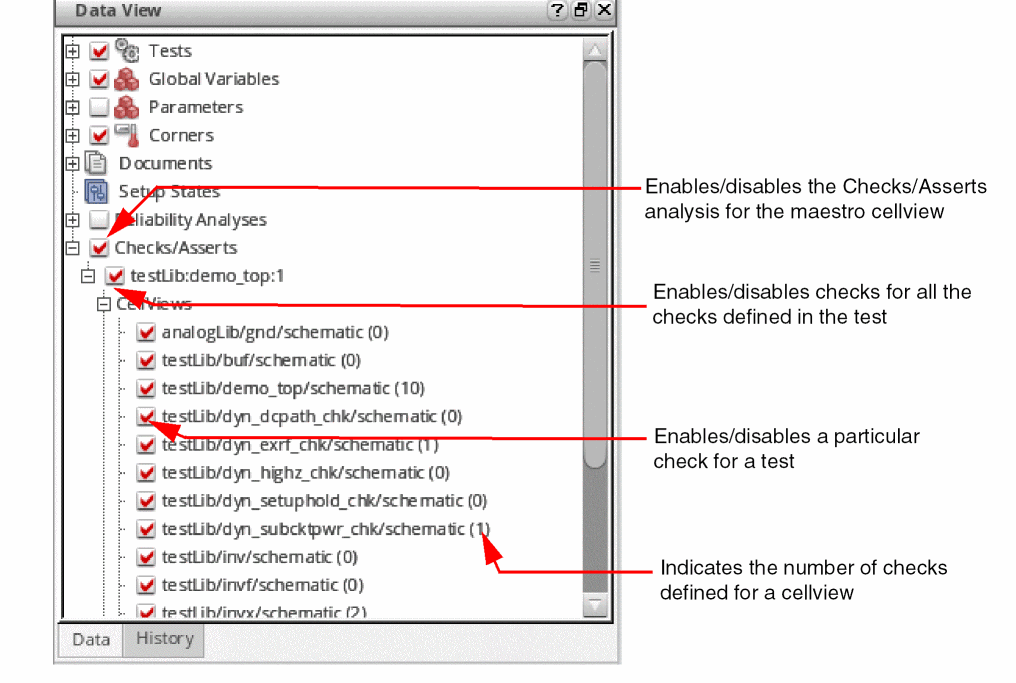 Data View
Tests
Global Variables
Parameters
Corners
Documents
Setup States
Reliability Analyses
Checks/Asserts
testLib:demo_top:1
CellViews
analogLib/gnd/schematic (0)
testLib/buf/schematic (0)
testLib/demo_top/schematic (10)
testLib/dyn_dcpath_chk/schematic (0)
testLib/dyn_exrf_chk/schematic (1)
testLib/dyn_highz_chk/schematic (0)
testLib/dyn_setuphold_chk/schematic (0)
testLib/dyn_subcktpwr_chk/schematic (1)
testLib/inv/schematic (0)
testLib/invf/schematic (0)
testLib/invx/schematic (2)
Data
History
Enables/disables the Checks/Asserts
analysis for the maestro cellview
Enables/disables checks for all the
checks defined in the test
Enables/disables a particular
check for a test
Indicates the number of checks
defined for a cellview